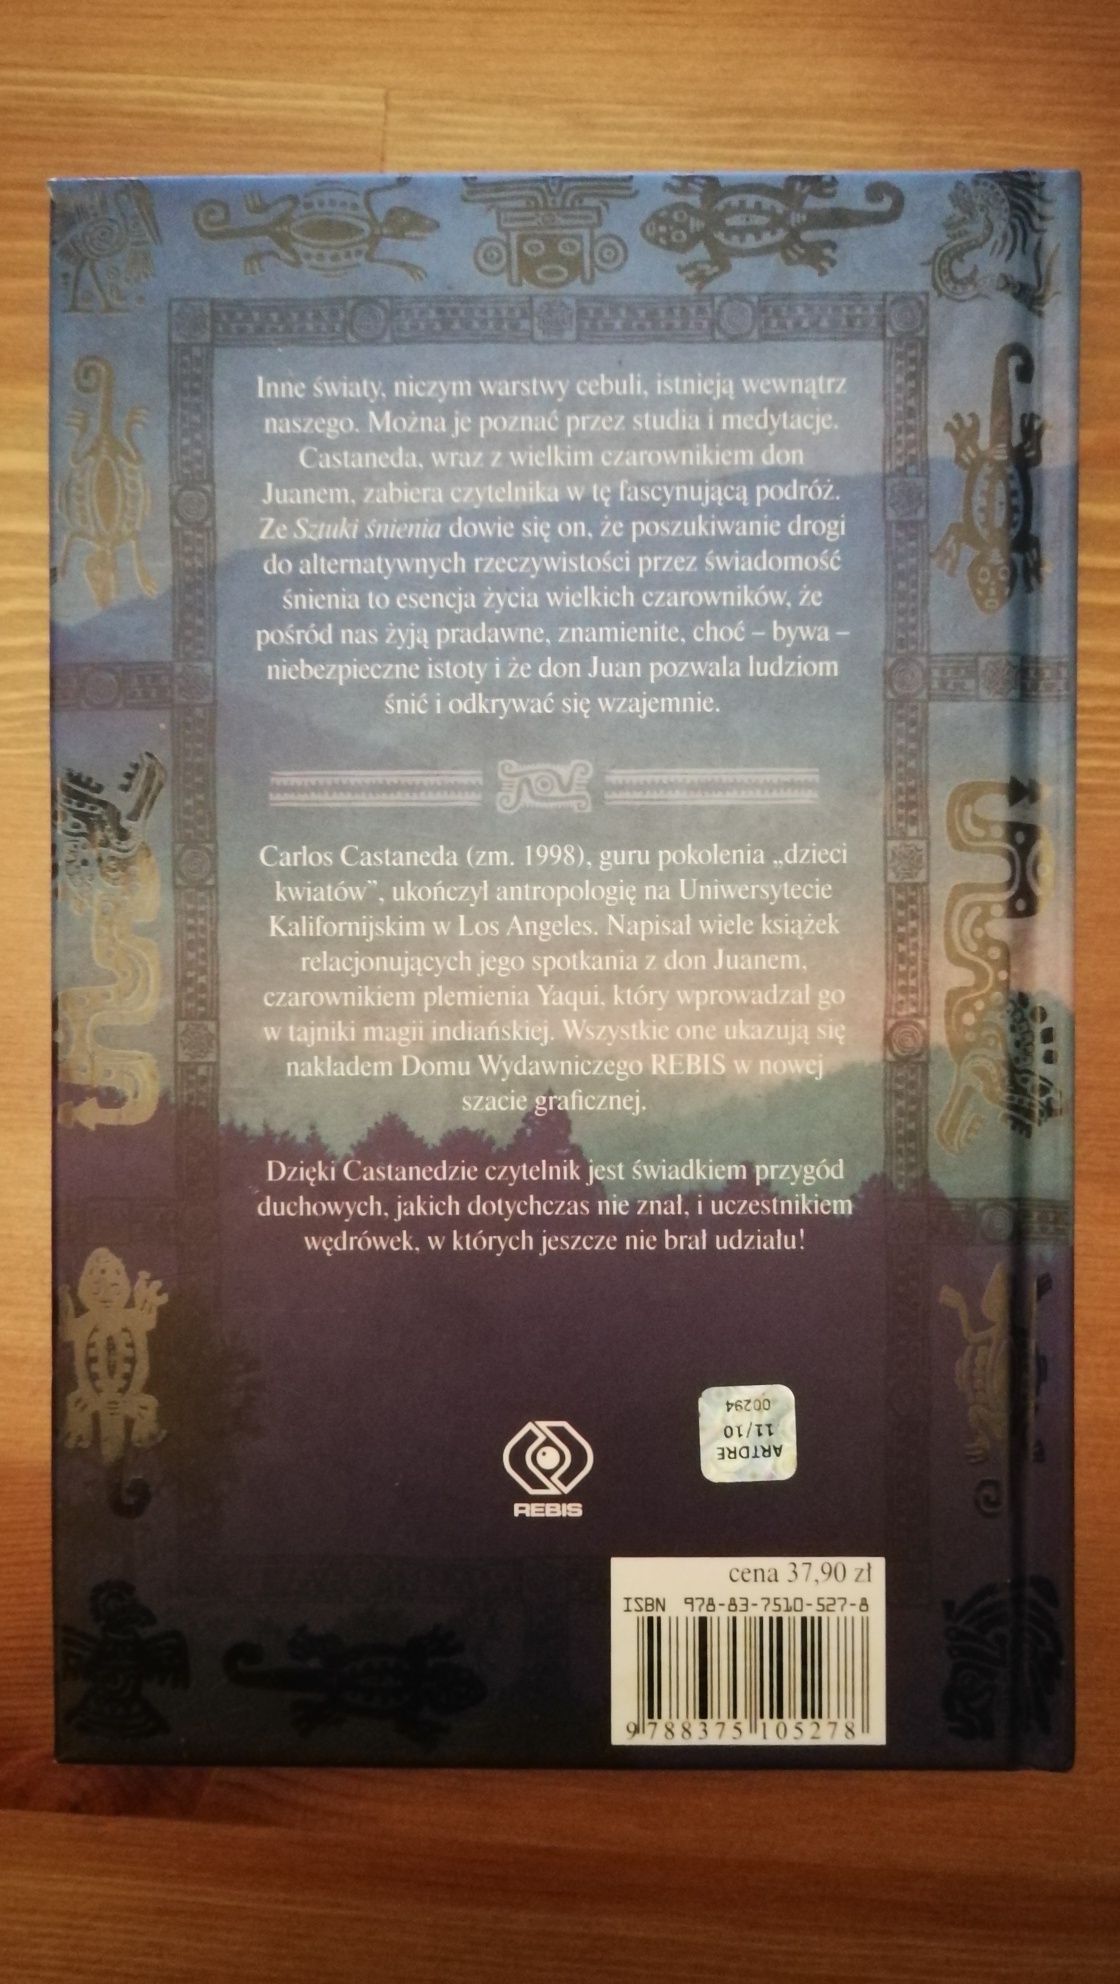 Inne światy, niczym warstwy cebuli, istnieją wewnątrz
naszego. Można je poznać przez studia i medytacje.
Castaneda, wraz z wielkim czarownikiem don
Juanem, zabiera czytelnika w tę fascynującą podróż.
Ze Sztuki śnienia dowie się on, że poszukiwanie drogi
do alternatywnych rzeczywistości przez świadomość
śnienia to esencja życia wielkich czarowników, że
pośród nas żyją pradawne, znamienite, choć – bywa –
niebezpieczne istoty i że don Juan pozwala ludziom
śnić i odkrywać się wzajemnie.
Carlos Castaneda (zm. 1998), guru pokolenia „dzieci
kwiatów”, ukończył antropologię na Uniwersytecie
Kalifornijskim w Los Angeles. Napisał wiele książek
relacjonujących jego spotkania z don Juanem,
czarownikiem plemienia Yaqui, który wprowadzał go
w tajniki magii indiańskiej. Wszystkie one ukazują się
nakładem Domu Wydawniczego REBIS w nowej
szacie graficznej.
Dzięki Castanedzie czytelnik jest świadkiem przygód
duchowych, jakich dotychczas nie znał, i uczestnikiem
wędrówek, w których jeszcze nie brał udziału!
ARTDRE
11/10
00294
REBIS
cena 37,90 zł
ISBN 978-83-7510-527-8
9 788375 105278